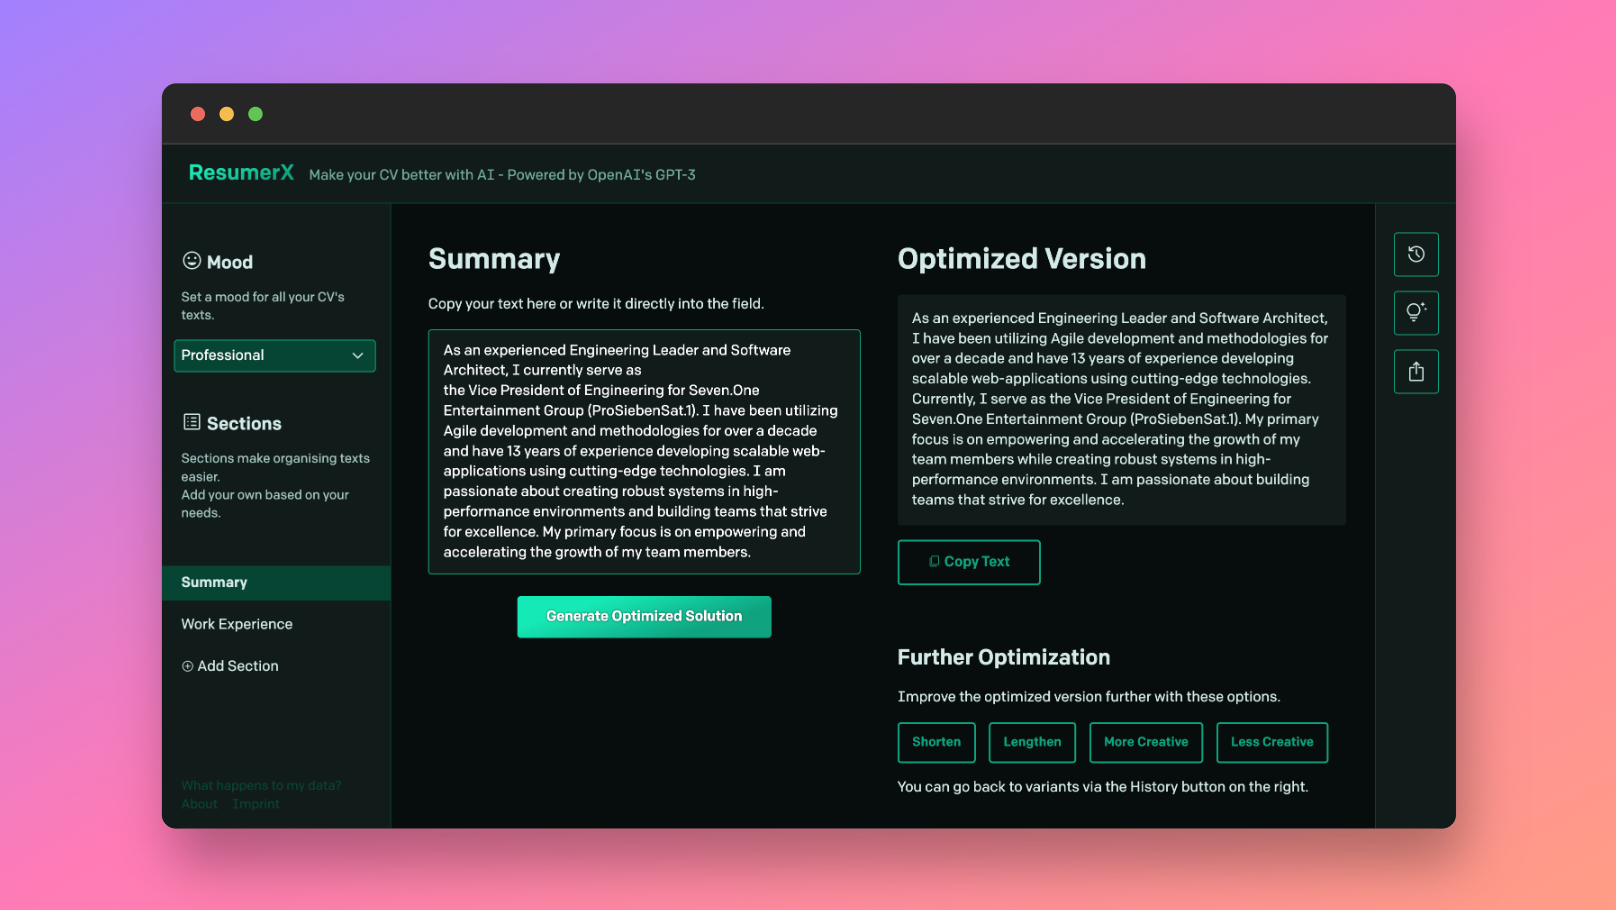 ResumerX Make your CV better with AI - Powered by OpenAI's GPT-3
Mood
Set a mood for all your CV's
texts.
Professional
Sections
Sections make organising texts
easier.
Add your own based on your
needs.
Summary
Work Experience
Add Section
What happens to my data?
About Imprint
Summary
Copy your text here or write it directly into the field.
As an experienced Engineering Leader and Software
Architect, I currently serve as
the Vice President of Engineering for Seven.One
Entertainment Group (ProSiebenSat.1). I have been utilizing
Agile development and methodologies for over a decade
and have 13 years of experience developing scalable web-
applications using cutting-edge technologies. I am
passionate about creating robust systems in high-
performance environments and building teams that strive
for excellence. My primary focus is on empowering and
accelerating the growth of my team members.
Generate Optimized Solution
Optimized Version
As an experienced Engineering Leader and Software Architect,
I have been utilizing Agile development and methodologies for
over a decade and have 13 years of experience developing
scalable web-applications using cutting-edge technologies.
Currently, I serve as the Vice President of Engineering for
Seven.One Entertainment Group (ProSiebenSat.1). My primary
focus is on empowering and accelerating the growth of my
team members while creating robust systems in high-
performance environments. I am passionate about building
teams that strive for excellence.
Copy Text
Further Optimization
Improve the optimized version further with these options.
Shorten Lengthen More Creative Less Creative
You can go back to variants via the History button on the right.